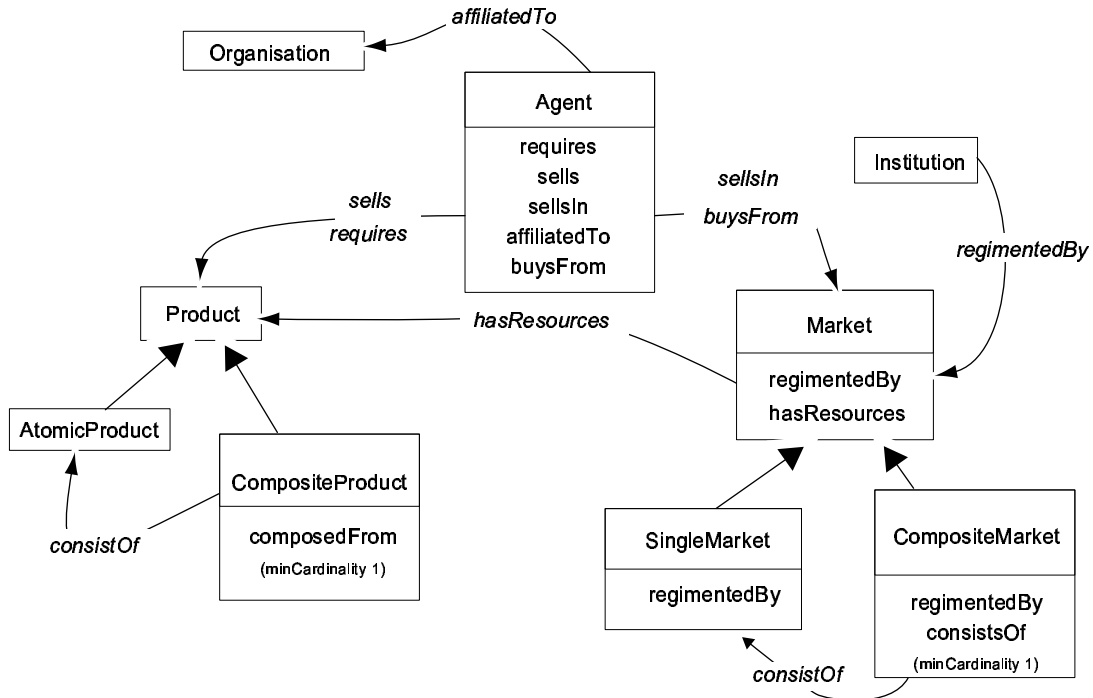 affiliatedTo
Organisation
Agent
requires
sells
sellsIn
affiliatedTo
buysFrom
Institution
sellsIn
buysFrom
sells
requires
regimentedBy
Product
hasResources
Market
regimentedBy
hasResources
AtomicProduct
CompositeProduct
composedFrom
(minCardinality 1)
consistOf
SingleMarket
regimentedBy
CompositeMarket
regimentedBy
consistsOf
(minCardinality 1)
consistOf